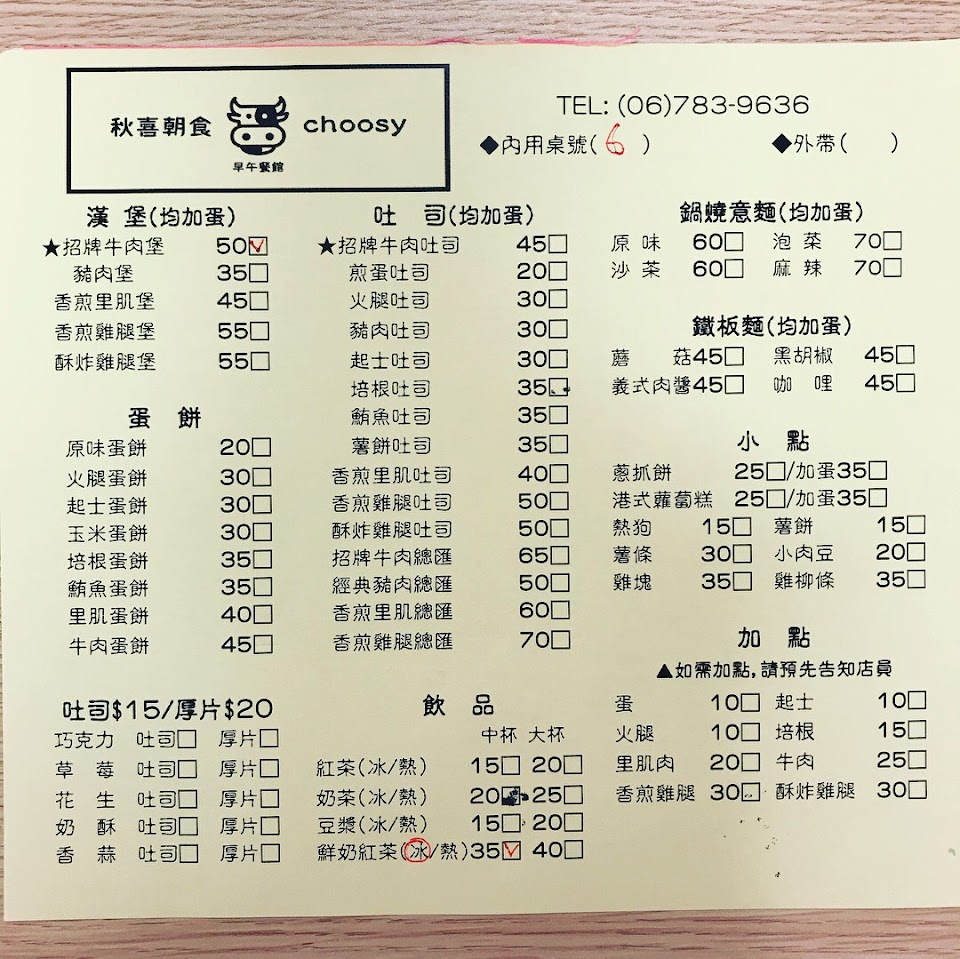 秋喜朝食 choosy
早午餐館
TEL: (06)783-9636
◆內用桌號( 6 ) ◆外帶( )
漢 堡(均加蛋)
★招牌牛肉堡 50☑
豬肉堡 35□
香煎里肌堡 45□
香煎雞腿堡 55□
酥炸雞腿堡 55□
蛋 餅
原味蛋餅 20□
火腿蛋餅 30□
起士蛋餅 30□
玉米蛋餅 30□
培根蛋餅 35□
鮪魚蛋餅 35□
里肌蛋餅 40□
牛肉蛋餅 45□
吐司$15/厚片$20
巧克力 吐司□ 厚片□
草 莓 吐司□ 厚片□
花 生 吐司□ 厚片□
奶 酥 吐司□ 厚片□
香 蒜 吐司□ 厚片□
吐 司(均加蛋)
★招牌牛肉吐司 45□
煎蛋吐司 20□
火腿吐司 30□
豬肉吐司 30□
起士吐司 30□
培根吐司 35□
鮪魚吐司 35□
薯餅吐司 35□
香煎里肌吐司 40□
香煎雞腿吐司 50□
酥炸雞腿吐司 50□
招牌牛肉總匯 65□
經典豬肉總匯 50□
香煎里肌總匯 60□
香煎雞腿總匯 70□
飲 品
中杯 大杯
紅茶(冰/熱) 15□ 20□
奶茶(冰/熱) 20□ 25□
豆漿(冰/熱) 15□ 20□
鮮奶紅茶(冰/熱) 35☑ 40□
鍋燒意麵(均加蛋)
原 味 60□ 泡 菜 70□
沙 茶 60□ 麻 辣 70□
鐵板麵(均加蛋)
蘑 菇45□ 黑胡椒 45□
義式肉醬45□ 咖 哩 45□
小 點
蔥抓餅 25□/加蛋35□
港式蘿蔔糕 25□/加蛋35□
熱狗 15□ 薯餅 15□
薯條 30□ 小肉豆 20□
雞塊 35□ 雞柳條 35□
加 點
▲如需加點,請預先告知店員
蛋 10□ 起士 10□
火腿 10□ 培根 15□
里肌肉 20□ 牛肉 25□
香煎雞腿 30□ 酥炸雞腿 30□